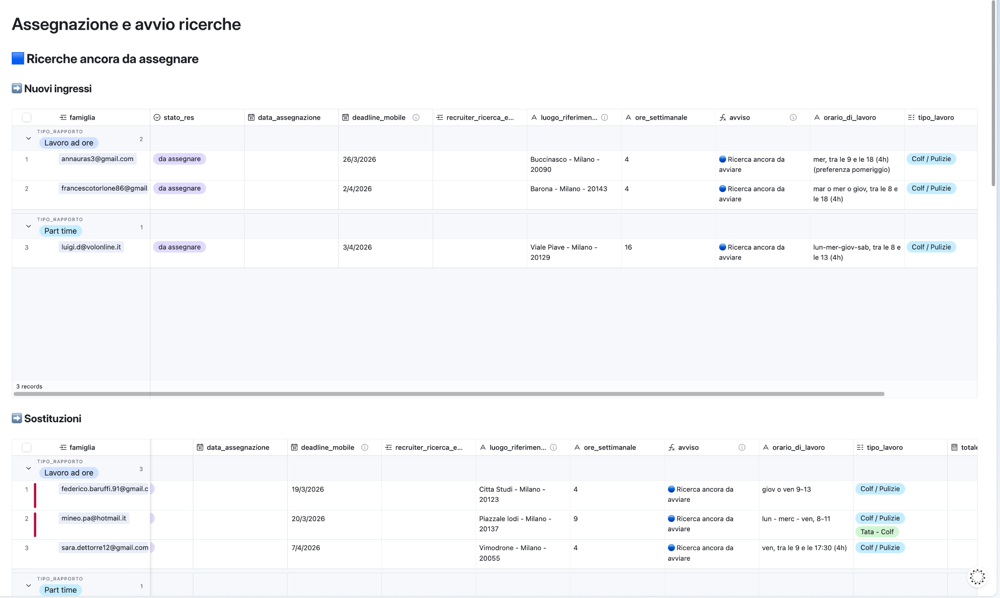 Assegnazione e avvio ricerche
🟦 Ricerche ancora da assegnare
➡️ Nuovi ingressi
famiglia stato_res data_assegnazione deadline_mobile recruiter_ricerca_e... luogo_riferimen... ore_settimanale avviso orario_di_lavoro tipo_lavoro
TIPO_RAPPORTO
Lavoro ad ore 2
1 annauras3@gmail.com da assegnare 26/3/2026 Buccinasco - Milano - 4 🔵 Ricerca ancora da mer, tra le 9 e le 18 (4h) Colf / Pulizie
20090 avviare (preferenza pomeriggio)
2 francescotorlone86@gmail. da assegnare 2/4/2026 Barona - Milano - 20143 4 🔵 Ricerca ancora da mar o mer o giov, tra le 8 e Colf / Pulizie
avviare le 18 (4h)
TIPO_RAPPORTO
Part time 1
3 luigi.d@volonline.it da assegnare 3/4/2026 Viale Piave - Milano - 16 🔵 Ricerca ancora da lun-mer-giov-sab, tra le 8 e Colf / Pulizie
20129 avviare le 13 (4h)
3 records
➡️ Sostituzioni
famiglia data_assegnazione deadline_mobile recruiter_ricerca_e... luogo_riferimen... ore_settimanale avviso orario_di_lavoro tipo_lavoro totale
TIPO_RAPPORTO
Lavoro ad ore 3
1 federico.baruffi.91@gmail.c 19/3/2026 Citta Studi - Milano - 4 🔵 Ricerca ancora da giov o ven 9-13 Colf / Pulizie
20123 avviare
2 mineo.pa@hotmail.it 20/3/2026 Piazzale lodi - Milano - 9 🔵 Ricerca ancora da lun - merc - ven, 8-11 Colf / Pulizie
20137 avviare Tata - Colf
3 sara.dettorre12@gmail.com 7/4/2026 Vimodrone - Milano - 4 🔵 Ricerca ancora da ven, tra le 9 e le 17:30 (4h) Colf / Pulizie
20055 avviare
TIPO_RAPPORTO
Part time 1